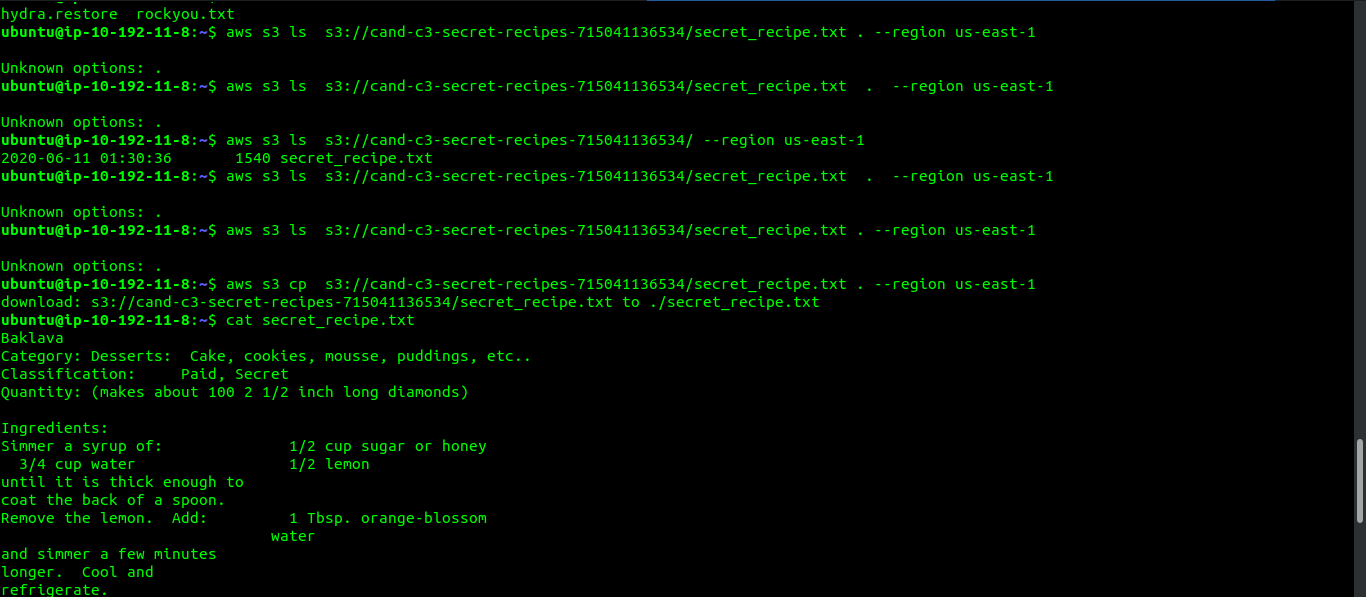 hydra.restore  rockyou.txt
ubuntu@ip-10-192-11-8:~$ aws s3 ls  s3://cand-c3-secret-recipes-715041136534/secret_recipe.txt . --region us-east-1

Unknown options: .
ubuntu@ip-10-192-11-8:~$ aws s3 ls  s3://cand-c3-secret-recipes-715041136534/secret_recipe.txt  .  --region us-east-1

Unknown options: .
ubuntu@ip-10-192-11-8:~$ aws s3 ls  s3://cand-c3-secret-recipes-715041136534/ --region us-east-1
2020-06-11 01:30:36       1540 secret_recipe.txt
ubuntu@ip-10-192-11-8:~$ aws s3 ls  s3://cand-c3-secret-recipes-715041136534/secret_recipe.txt  .  --region us-east-1

Unknown options: .
ubuntu@ip-10-192-11-8:~$ aws s3 ls  s3://cand-c3-secret-recipes-715041136534/secret_recipe.txt . --region us-east-1

Unknown options: .
ubuntu@ip-10-192-11-8:~$ aws s3 cp  s3://cand-c3-secret-recipes-715041136534/secret_recipe.txt . --region us-east-1
download: s3://cand-c3-secret-recipes-715041136534/secret_recipe.txt to ./secret_recipe.txt
ubuntu@ip-10-192-11-8:~$ cat secret_recipe.txt
Baklava
Category: Desserts:  Cake, cookies, mousse, puddings, etc..
Classification:     Paid, Secret
Quantity: (makes about 100 2 1/2 inch long diamonds)

Ingredients:
Simmer a syrup of:              1/2 cup sugar or honey
  3/4 cup water                 1/2 lemon
until it is thick enough to
coat the back of a spoon.
Remove the lemon.  Add:         1 Tbsp. orange-blossom
                              water
and simmer a few minutes
longer.  Cool and
refrigerate.